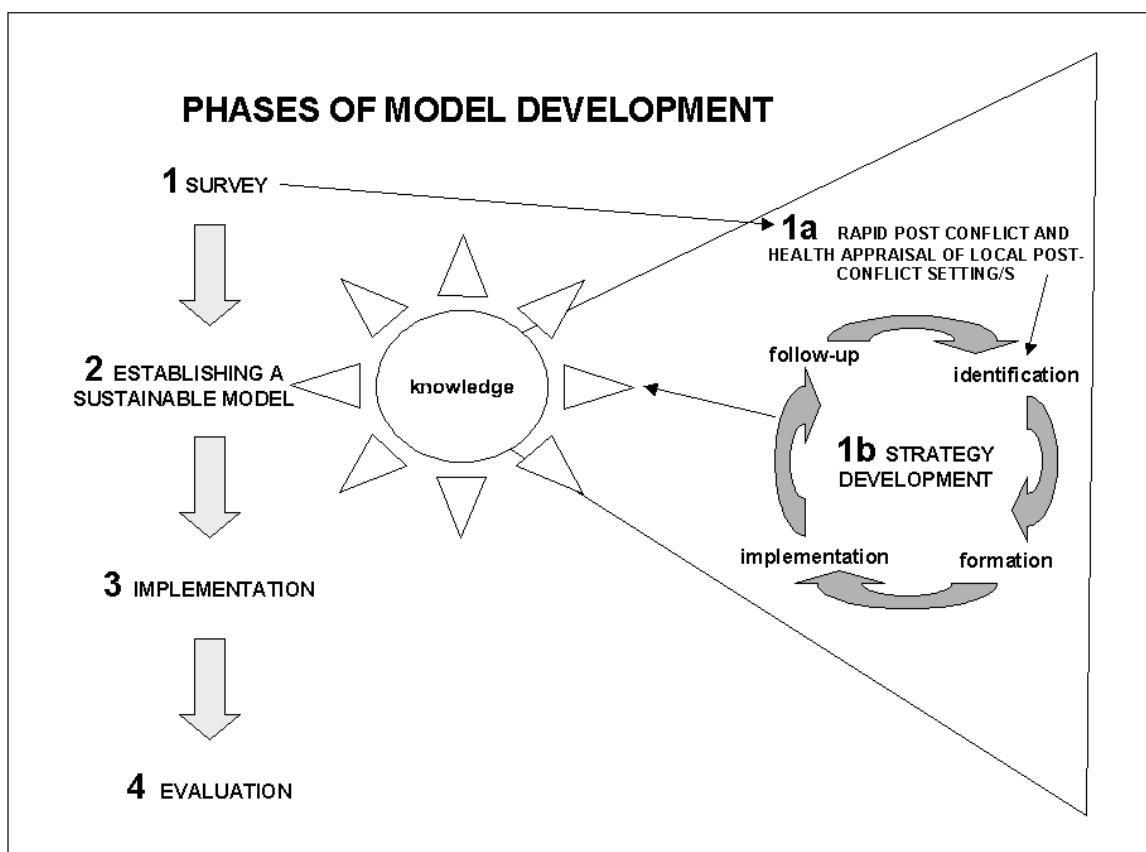 PHASES OF MODEL DEVELOPMENT
1 SURVEY
1a RAPID POST CONFLICT AND
HEALTH APPRAISAL OF LOCAL POST-
CONFLICT SETTING/S
2 ESTABLISHING A
SUSTAINABLE MODEL
knowledge
follow-up
identification
1b STRATEGY
DEVELOPMENT
implementation
formation
3 IMPLEMENTATION
4 EVALUATION